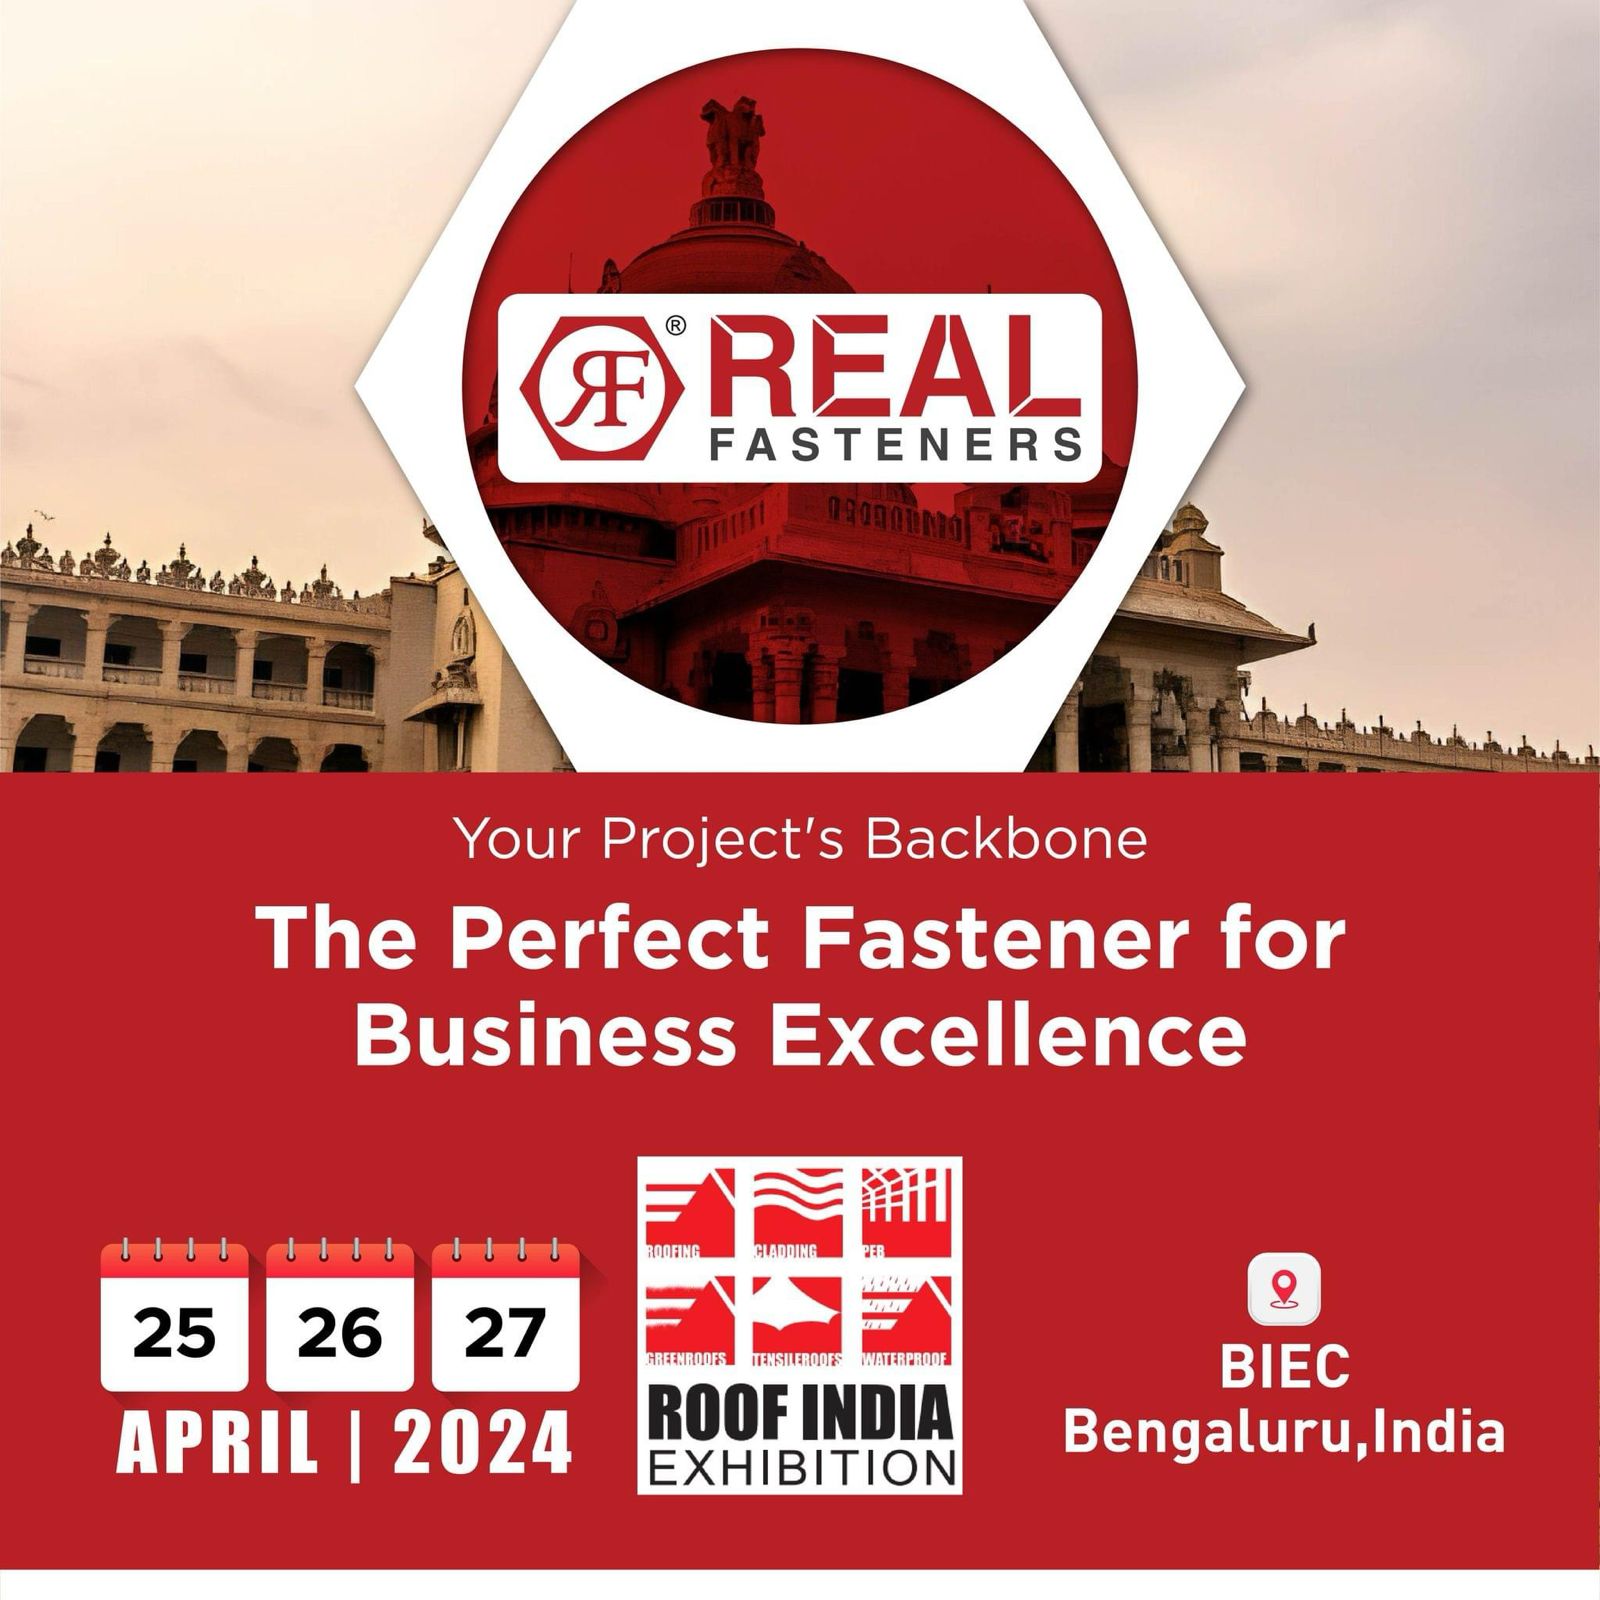 RF ® REAL
FASTENERS
Your Project's Backbone
The Perfect Fastener for
Business Excellence
25 26 27
APRIL | 2024
ROOFING CLADDING PEB
GREENROOFS TENSILEROOFS WATERPROOF
ROOF INDIA
EXHIBITION
BIEC
Bengaluru,India